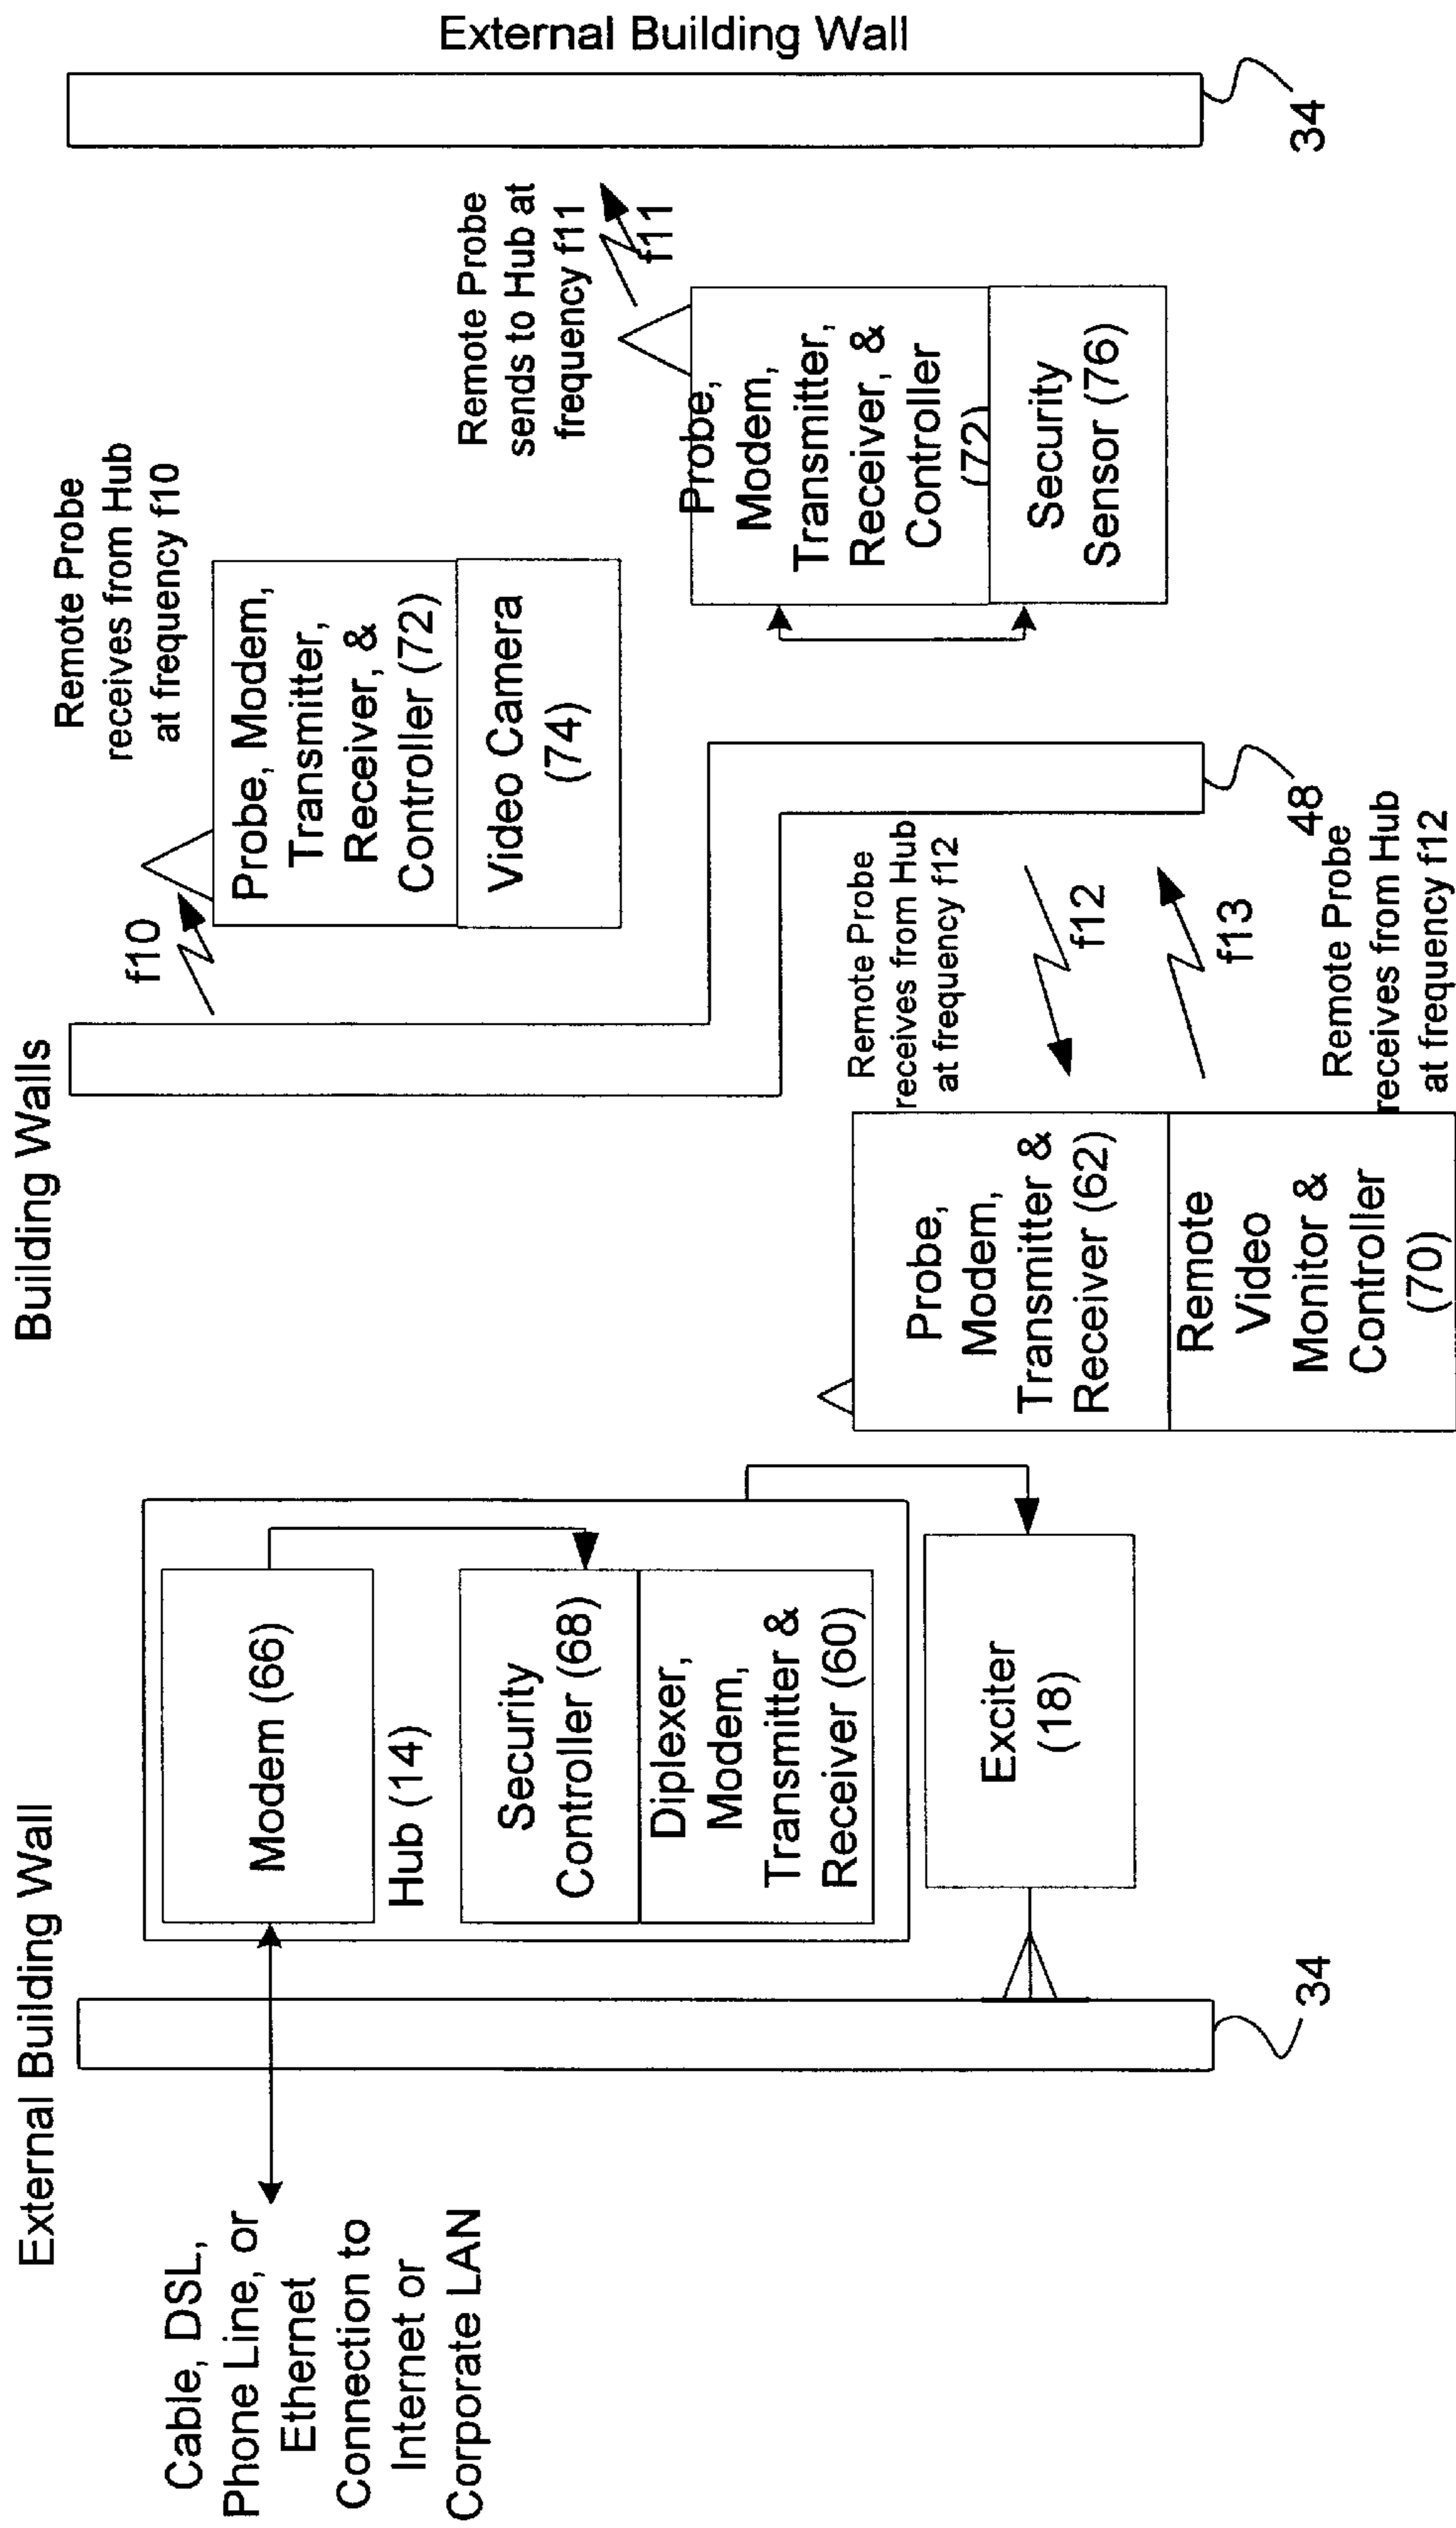 External Building Wall
Building Walls
External Building Wall
Cable, DSL,
Phone Line, or
Ethernet
Connection to
Internet or
Corporate LAN
Modem (66)
Hub (14)
Security
Controller (68)
Diplexer,
Modem,
Transmitter &
Receiver (60)
Exciter
(18)
34
Probe,
Modem,
Transmitter &
Receiver (62)
Remote
Video
Monitor &
Controller
(70)
Remote Probe
receives from Hub
at frequency f12
f12
f13
Remote Probe
receives from Hub
at frequency f12
48
f10
Remote Probe
receives from Hub
at frequency f10
Probe, Modem,
Transmitter,
Receiver, &
Controller (72)
Video Camera
(74)
Remote Probe
sends to Hub at
frequency f11
f11
Probe,
Modem,
Transmitter,
Receiver, &
Controller
(72)
Security
Sensor (76)
34